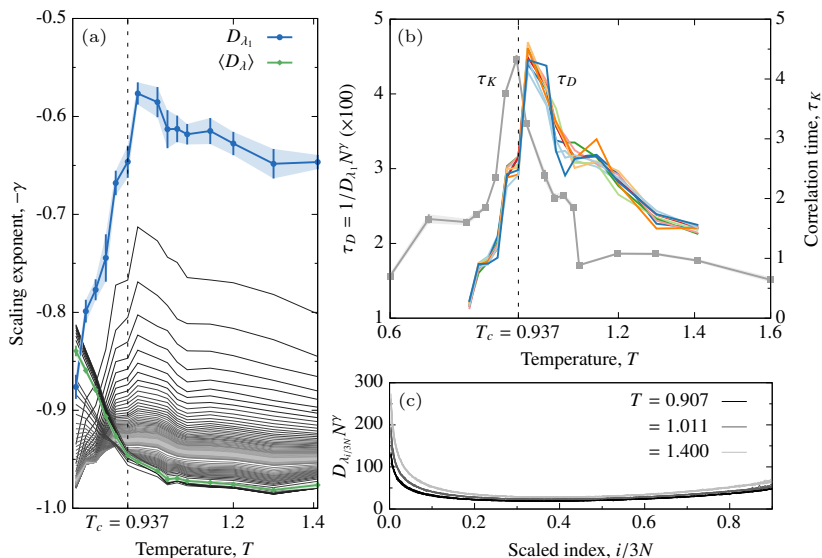 (a)
D_{λ_1}
⟨D_λ⟩
Scaling exponent, −γ
-0.5
-0.6
-0.7
-0.8
-0.9
-1.0
T_c = 0.937
1.2
1.4
Temperature, T
(b)
τ_K
τ_D
τ_D = 1/D_{λ_1} N^γ (×100)
5
4
3
2
1
Correlation time, τ_K
5
4
3
2
1
0
0.6
T_c = 0.937
1.2
1.4
1.6
Temperature, T
(c)
D_{λ_{i/3N}} N^γ
300
200
100
0
T = 0.907
= 1.011
= 1.400
0.0
0.2
0.4
0.6
0.8
Scaled index, i/3N